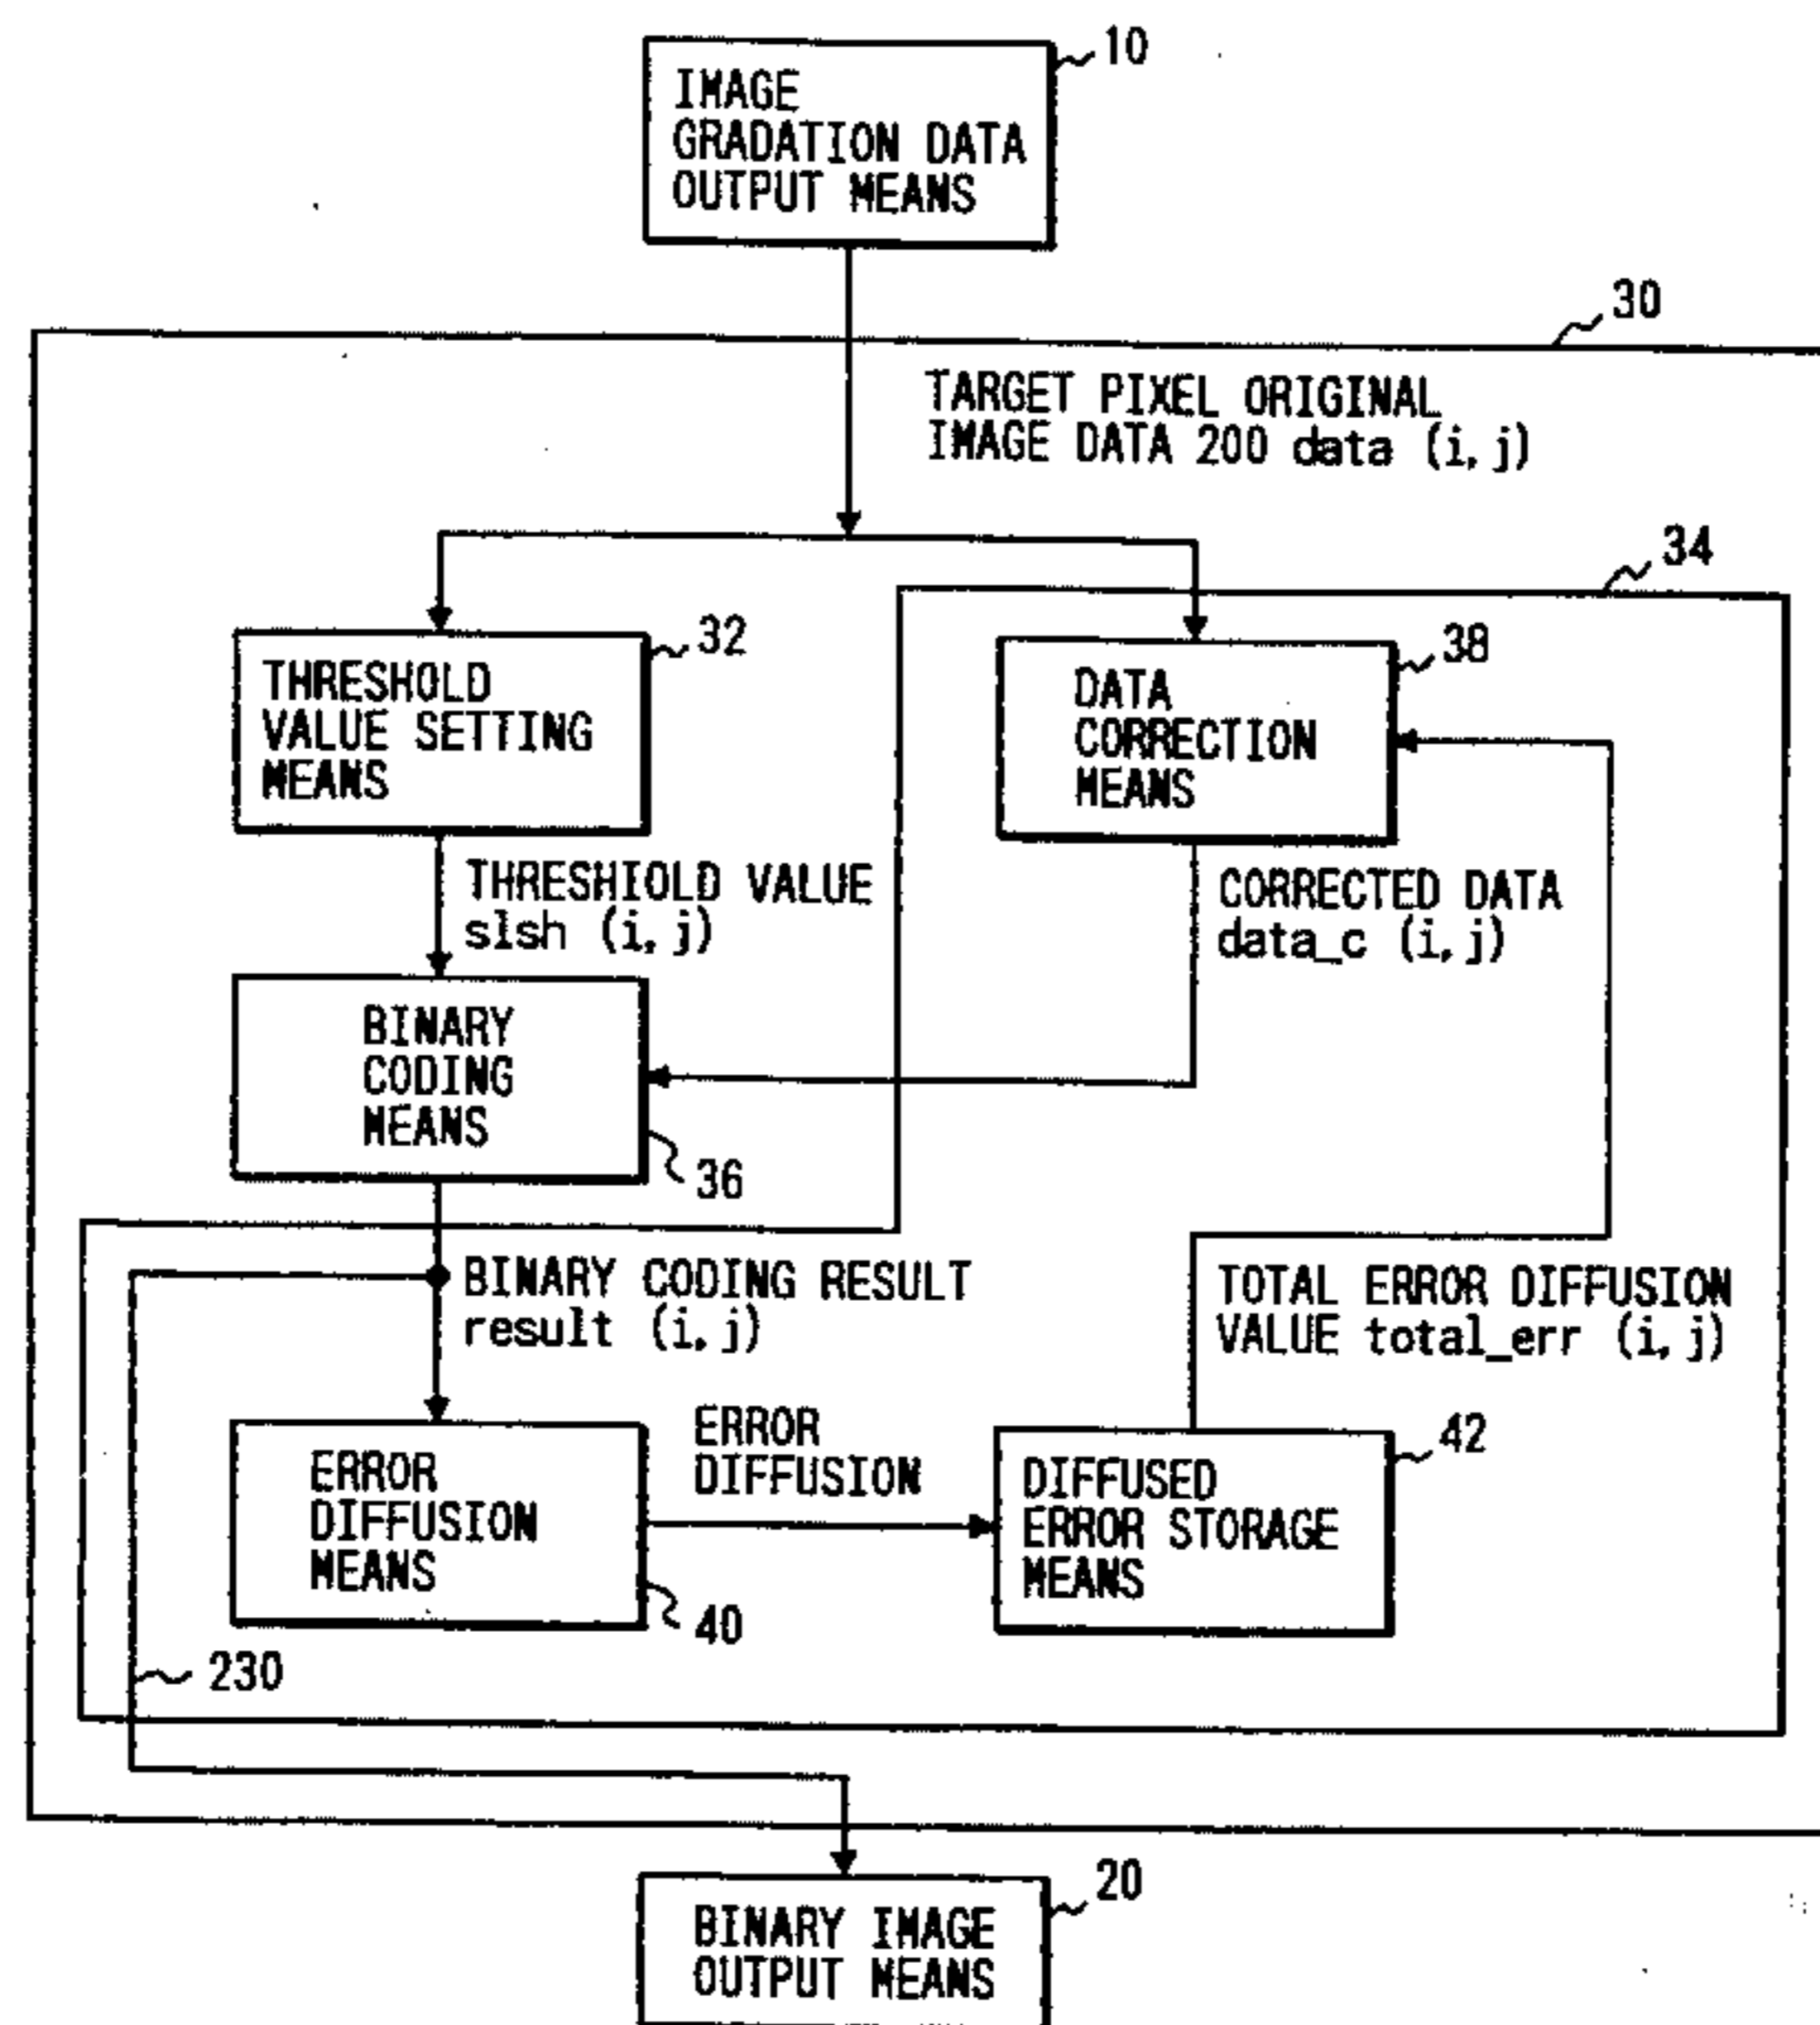 10
IMAGE
GRADATION DATA
OUTPUT MEANS
30
TARGET PIXEL ORIGINAL
IMAGE DATA 200 data (i, j)
34
32
THRESHOLD
VALUE SETTING
MEANS
38
DATA
CORRECTION
MEANS
THRESHIOLD VALUE
slsh (i, j)
CORRECTED DATA
data_c (i, j)
BINARY
CODING
MEANS
36
BINARY CODING RESULT
result (i, j)
TOTAL ERROR DIFFUSION
VALUE total_err (i, j)
ERROR
DIFFUSION
MEANS
40
ERROR
DIFFUSION
42
DIFFUSED
ERROR STORAGE
MEANS
230
20
BINARY IMAGE
OUTPUT MEANS